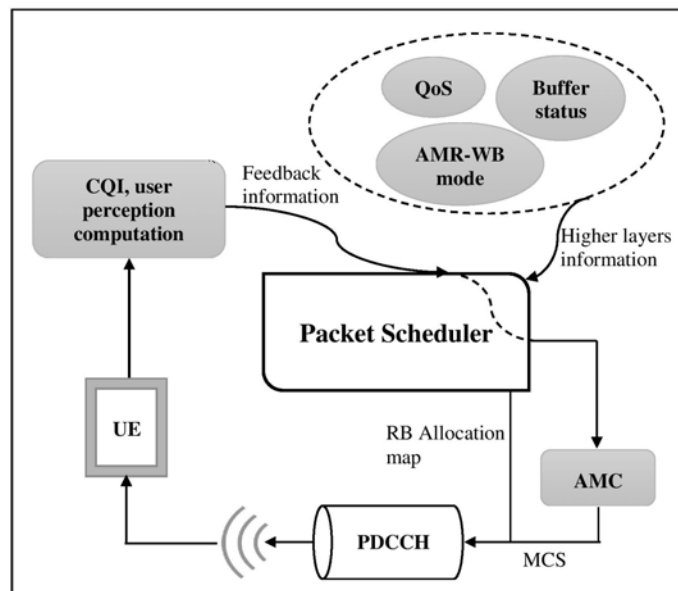 QoS
Buffer
status
AMR-WB
mode
CQI, user
perception
computation
Feedback
information
Higher layers
information
Packet Scheduler
UE
RB Allocation
map
AMC
PDCCH
MCS